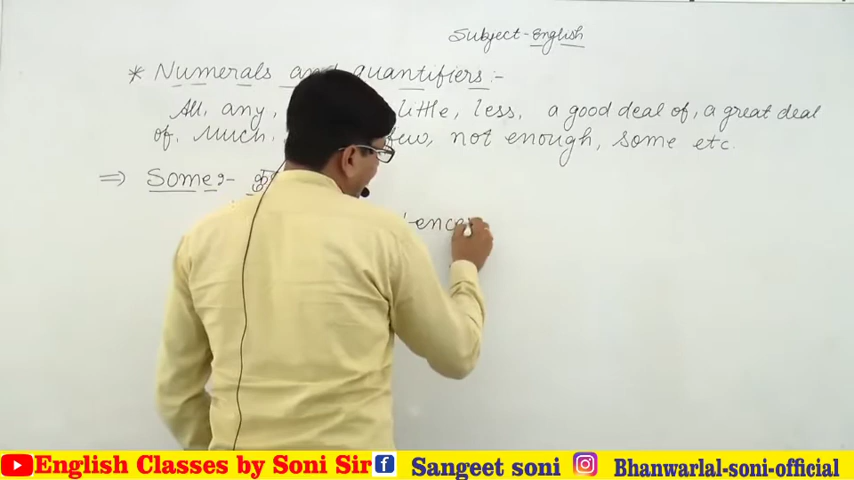 Subject - English
* Numerals and quantifiers :-
All, any, little, less, a good deal of, a great deal
of, Much, few, not enough, some etc.
⇒ Some :-
English Classes by Soni Sir Sangeet soni Bhanwarlal-soni-official